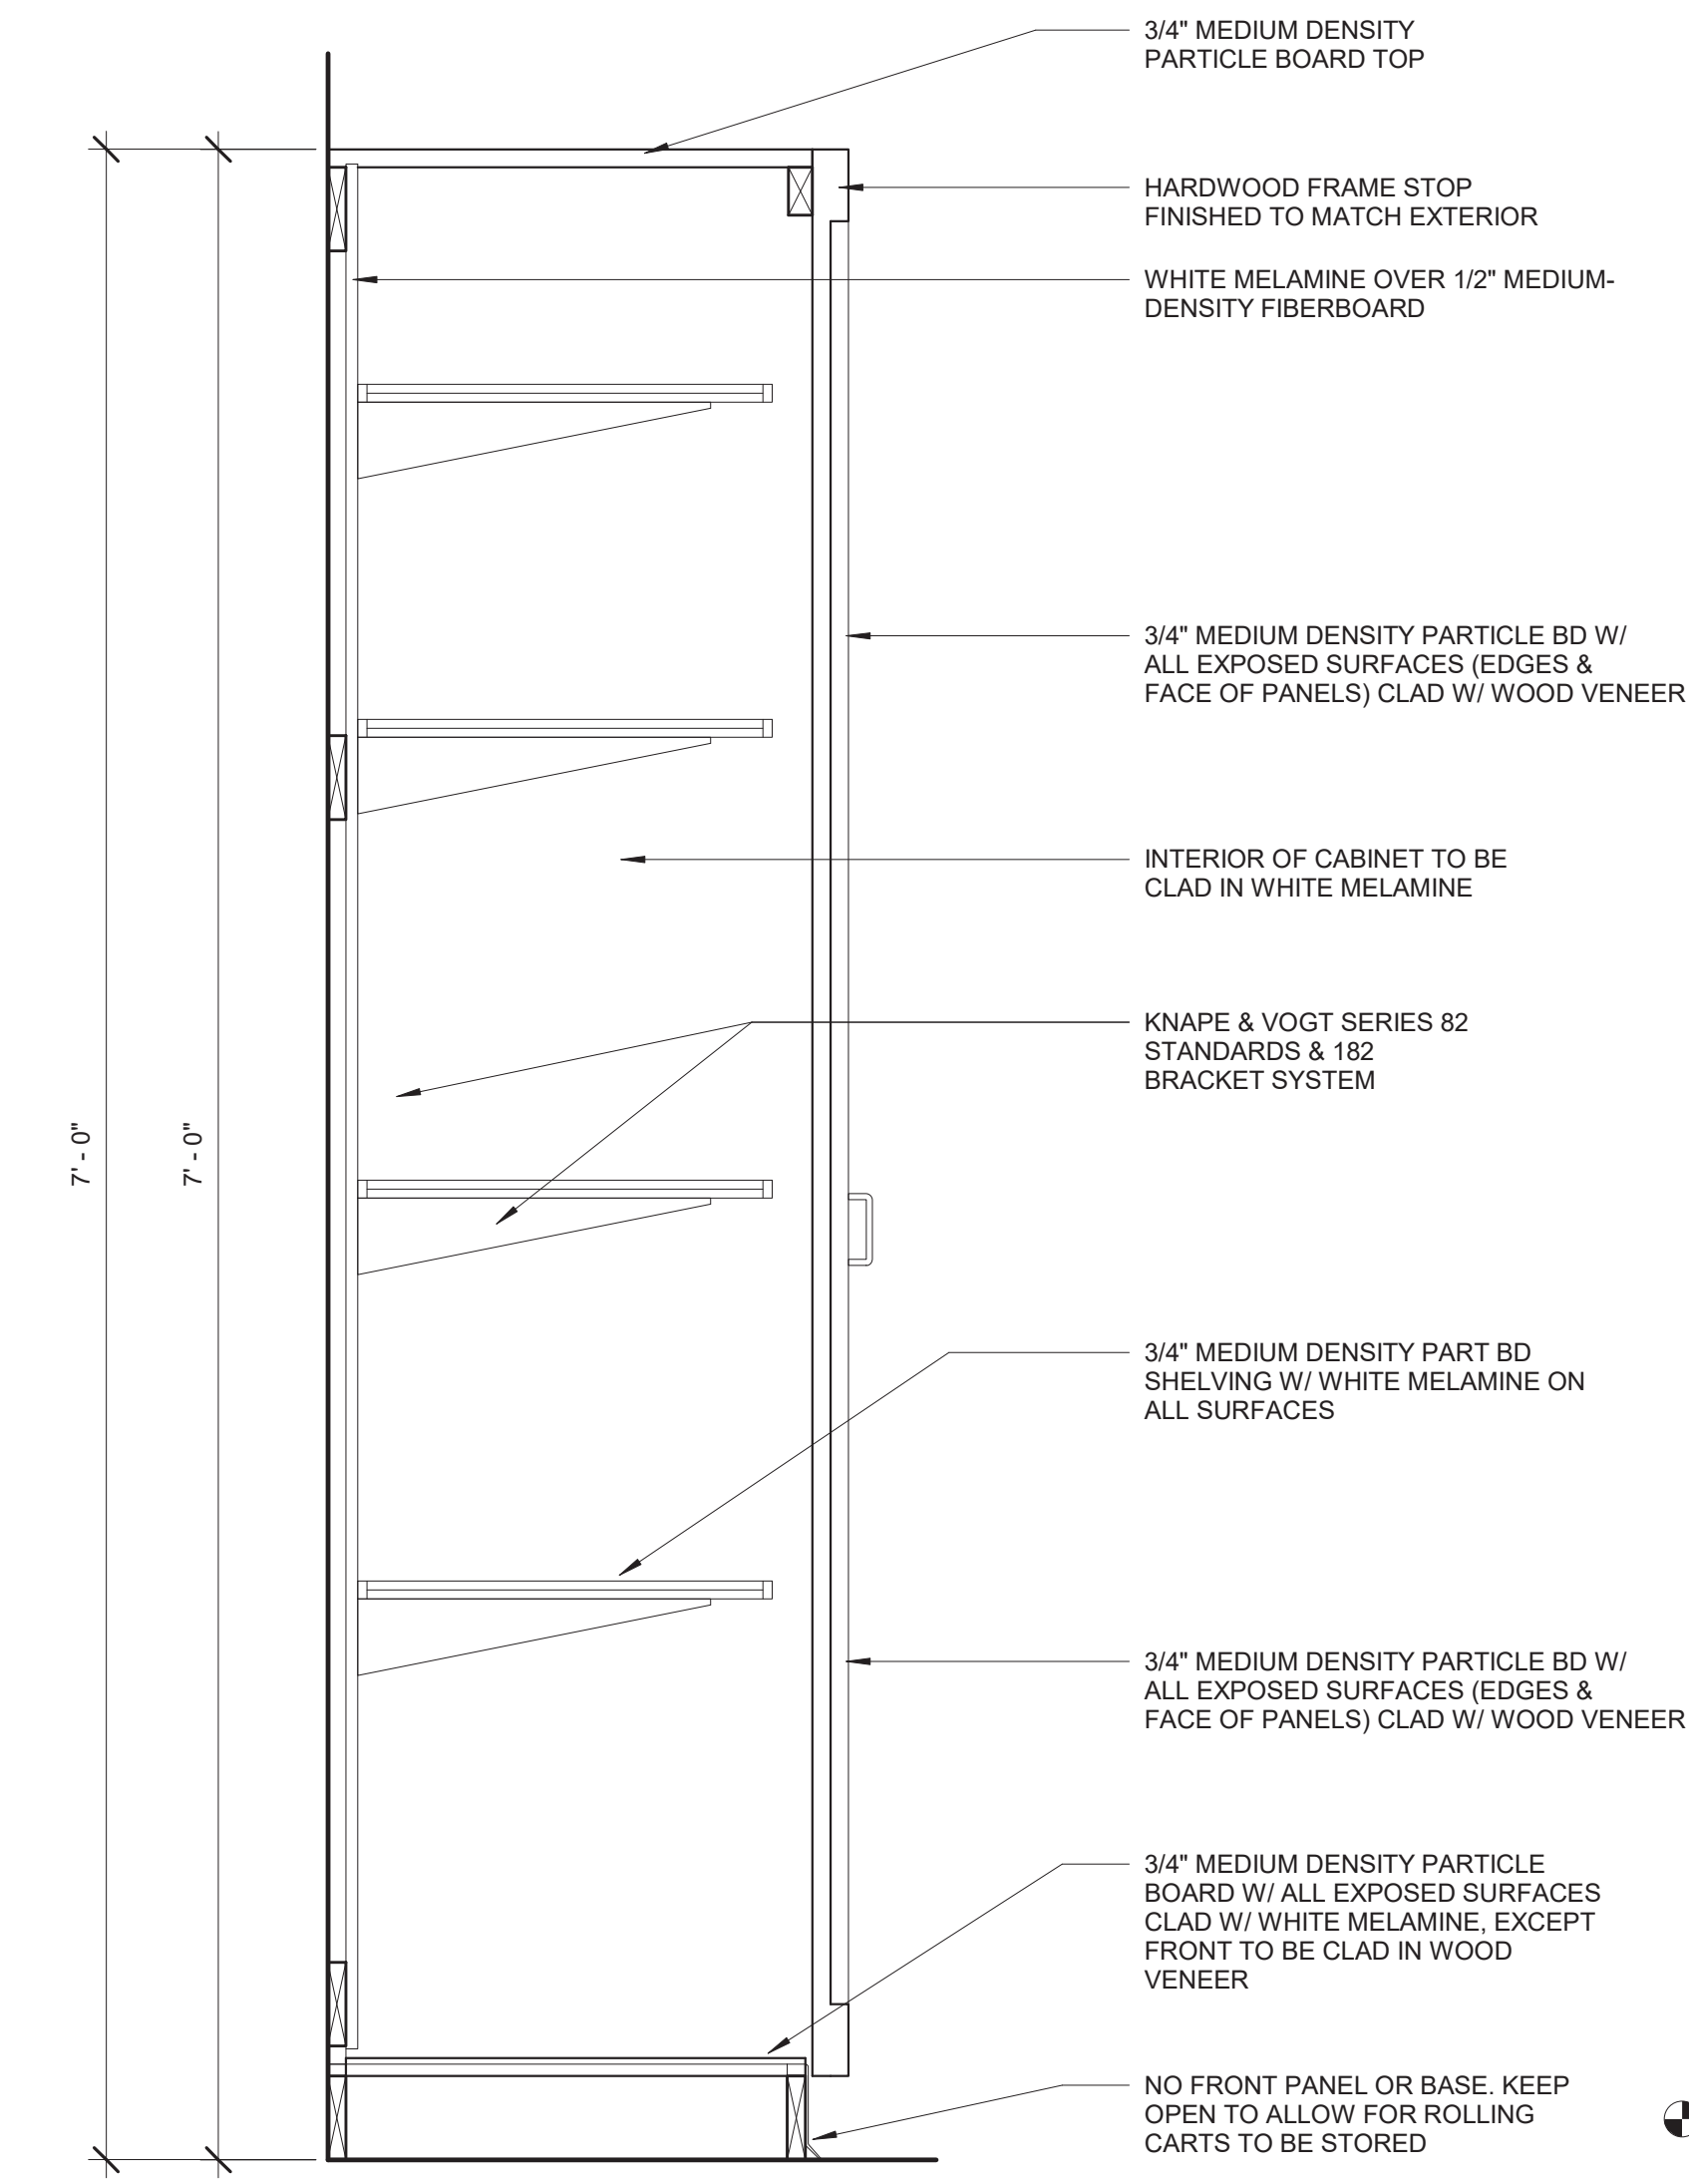 3/4" MEDIUM DENSITY
PARTICLE BOARD TOP
HARDWOOD FRAME STOP
FINISHED TO MATCH EXTERIOR
WHITE MELAMINE OVER 1/2" MEDIUM-
DENSITY FIBERBOARD
3/4" MEDIUM DENSITY PARTICLE BD W/
ALL EXPOSED SURFACES (EDGES &
FACE OF PANELS) CLAD W/ WOOD VENEER
INTERIOR OF CABINET TO BE
CLAD IN WHITE MELAMINE
KNAPE & VOGT SERIES 82
STANDARDS & 182
BRACKET SYSTEM
7' - 0"
7' - 0"
3/4" MEDIUM DENSITY PART BD
SHELVING W/ WHITE MELAMINE ON
ALL SURFACES
3/4" MEDIUM DENSITY PARTICLE BD W/
ALL EXPOSED SURFACES (EDGES &
FACE OF PANELS) CLAD W/ WOOD VENEER
3/4" MEDIUM DENSITY PARTICLE
BOARD W/ ALL EXPOSED SURFACES
CLAD W/ WHITE MELAMINE, EXCEPT
FRONT TO BE CLAD IN WOOD
VENEER
NO FRONT PANEL OR BASE. KEEP
OPEN TO ALLOW FOR ROLLING
CARTS TO BE STORED